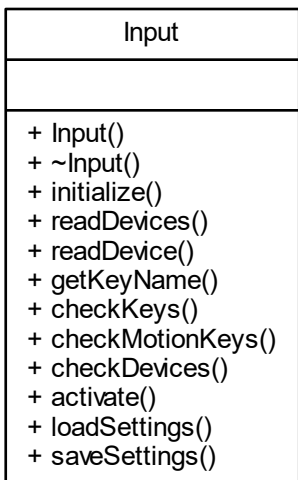 Input
+ Input()
+ ~Input()
+ initialize()
+ readDevices()
+ readDevice()
+ getKeyName()
+ checkKeys()
+ checkMotionKeys()
+ checkDevices()
+ activate()
+ loadSettings()
+ saveSettings()